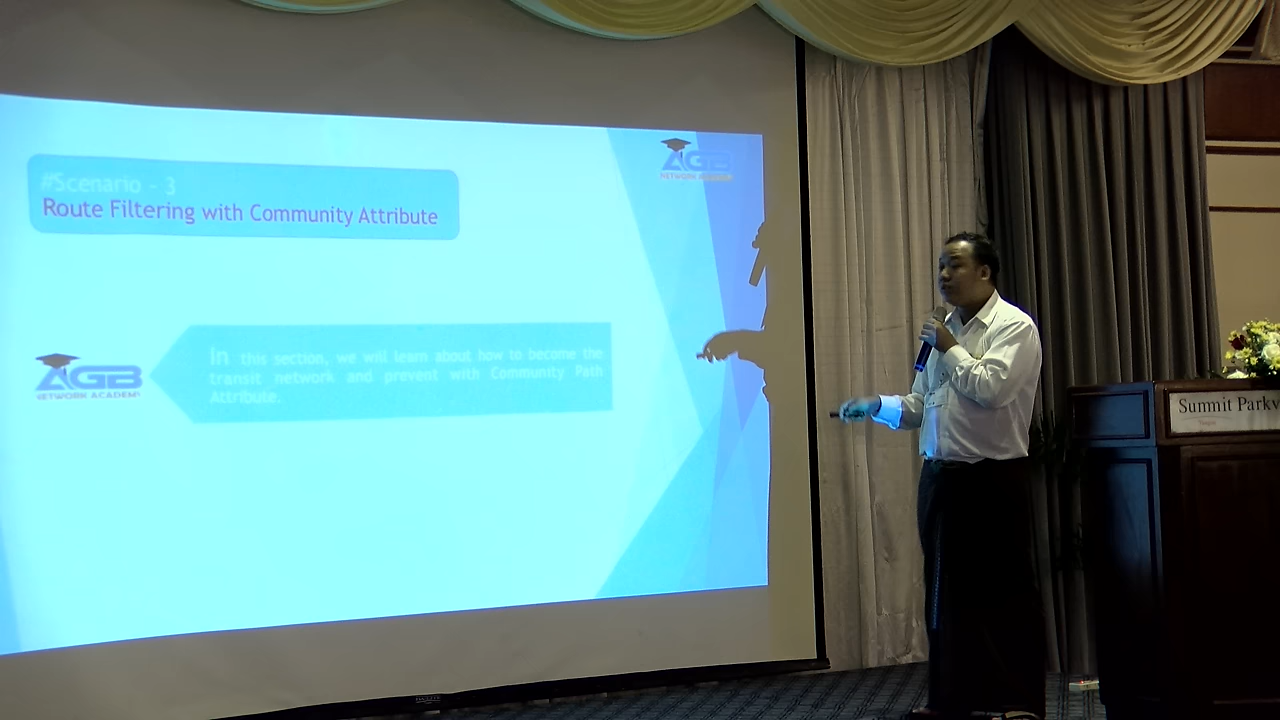 #Scenario - 3
Route Filtering with Community Attribute
AGB
NETWORK ACADEMY
AGB
NETWORK ACADEMY
In this section, we will learn about how to become the
transit network and prevent with Community Path
Attribute.
Summit Parkv